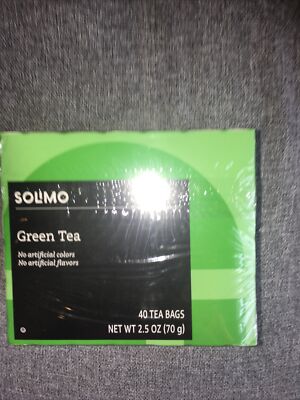 SOLIMO
Green Tea
No artificial colors
No artificial flavors
40 TEA BAGS
NET WT 2.5 OZ (70 g)